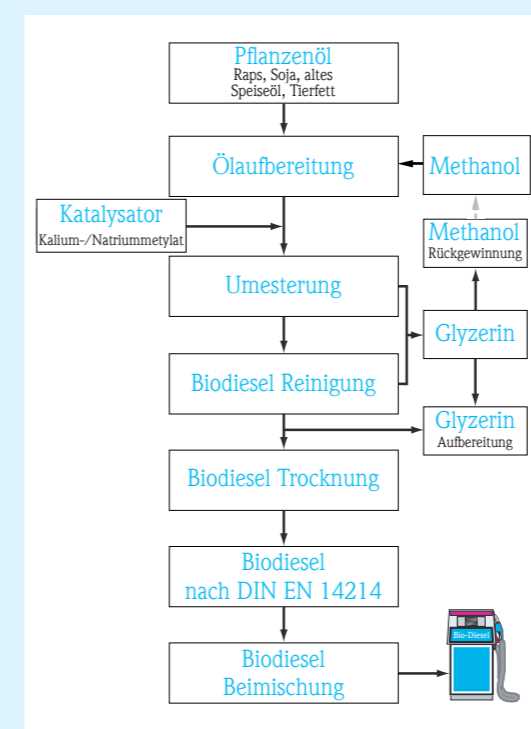 Pflanzenöl
Raps, Soja, altes
Speiseöl, Tierfett
Ölaufbereitung
Methanol
Katalysator
Kalium-/Natriummetylat
Methanol
Rückgewinnung
Umesterung
Glyzerin
Biodiesel Reinigung
Glyzerin
Aufbereitung
Biodiesel Trocknung
Biodiesel
nach DIN EN 14214
Bio-Diesel
Biodiesel
Beimischung